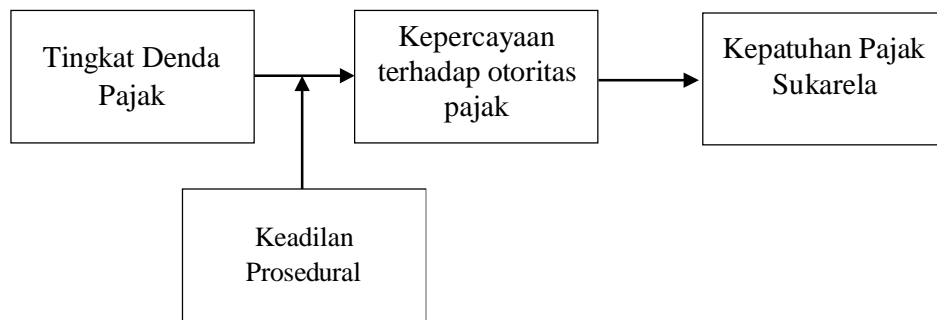 Tingkat Denda
Pajak
Kepercayaan
terhadap otoritas
pajak
Kepatuhan Pajak
Sukarela
Keadilan
Prosedural